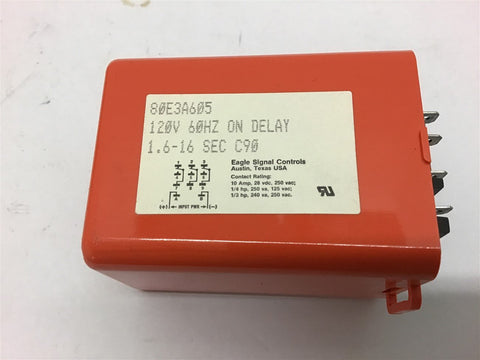 80E3A605
120V 60HZ ON DELAY
1.6-16 SEC C90
Eagle Signal Controls
Austin, Texas USA
Contact Rating:
10 Amp, 28 vdc, 250 vac;
1/4 hp, 250 va, 125 vac;
1/2 hp, 240 va, 250 vac.
(+) INPUT PWR (-)